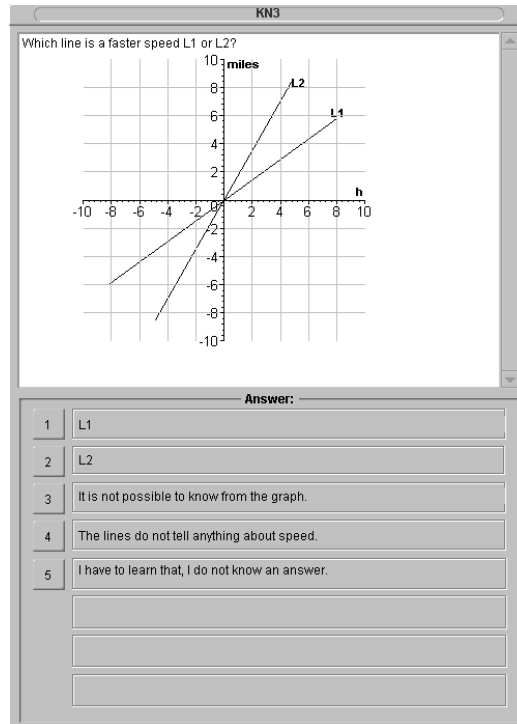 KN3
Which line is a faster speed L1 or L2?
10 miles
8 L2
6 L1
4
2
h
-10 -8 -6 -4 -2 0 2 4 6 8 10
-2
-4
-6
-8
-10
Answer:
1 L1
2 L2
3 It is not possible to know from the graph.
4 The lines do not tell anything about speed.
5 I have to learn that, I do not know an answer.